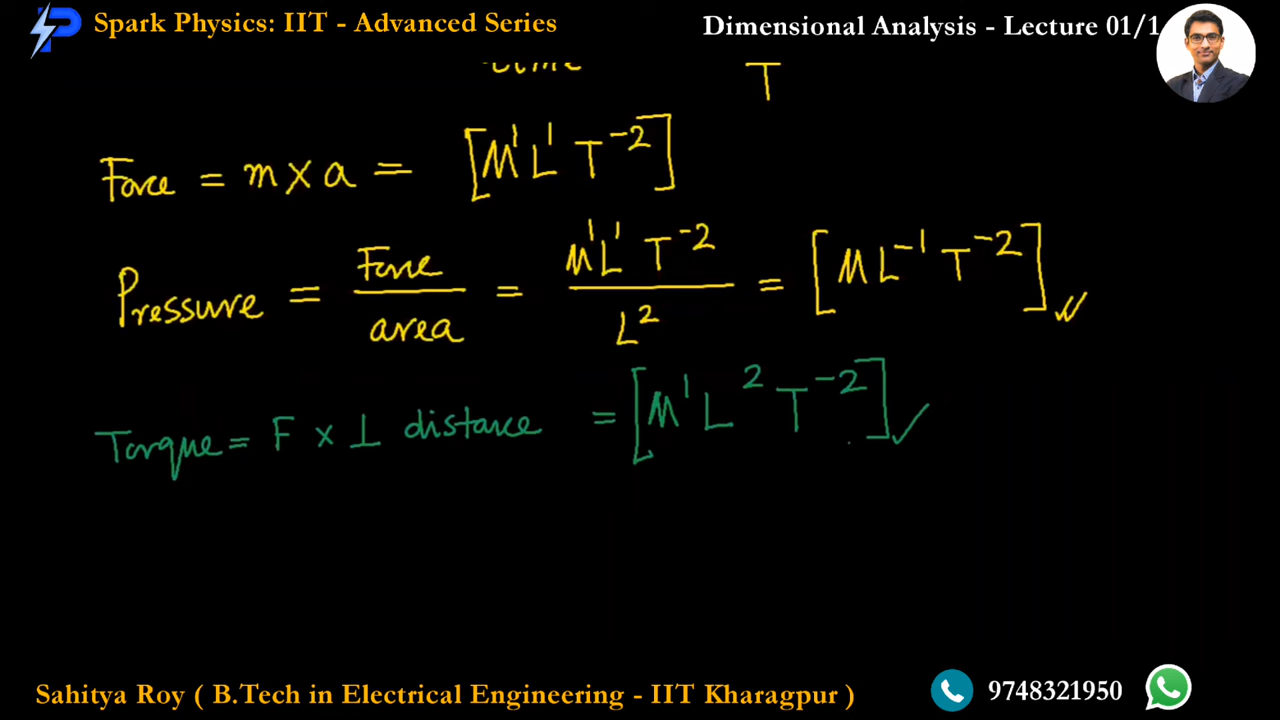 Spark Physics: IIT - Advanced Series
Dimensional Analysis - Lecture 01/1
T
Force = m × a = [M¹L¹T⁻²]
Pressure = Force/area = M¹L¹T⁻²/L² = [ML⁻¹T⁻²]
Torque = F × ⊥ distance = [M¹L²T⁻²]
Sahitya Roy ( B.Tech in Electrical Engineering - IIT Kharagpur )
9748321950